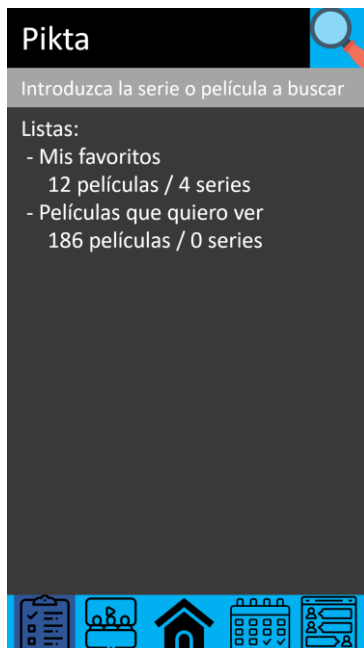 Pikta
Introduzca la serie o película a buscar
Listas:
- Mis favoritos
12 películas / 4 series
- Películas que quiero ver
186 películas / 0 series